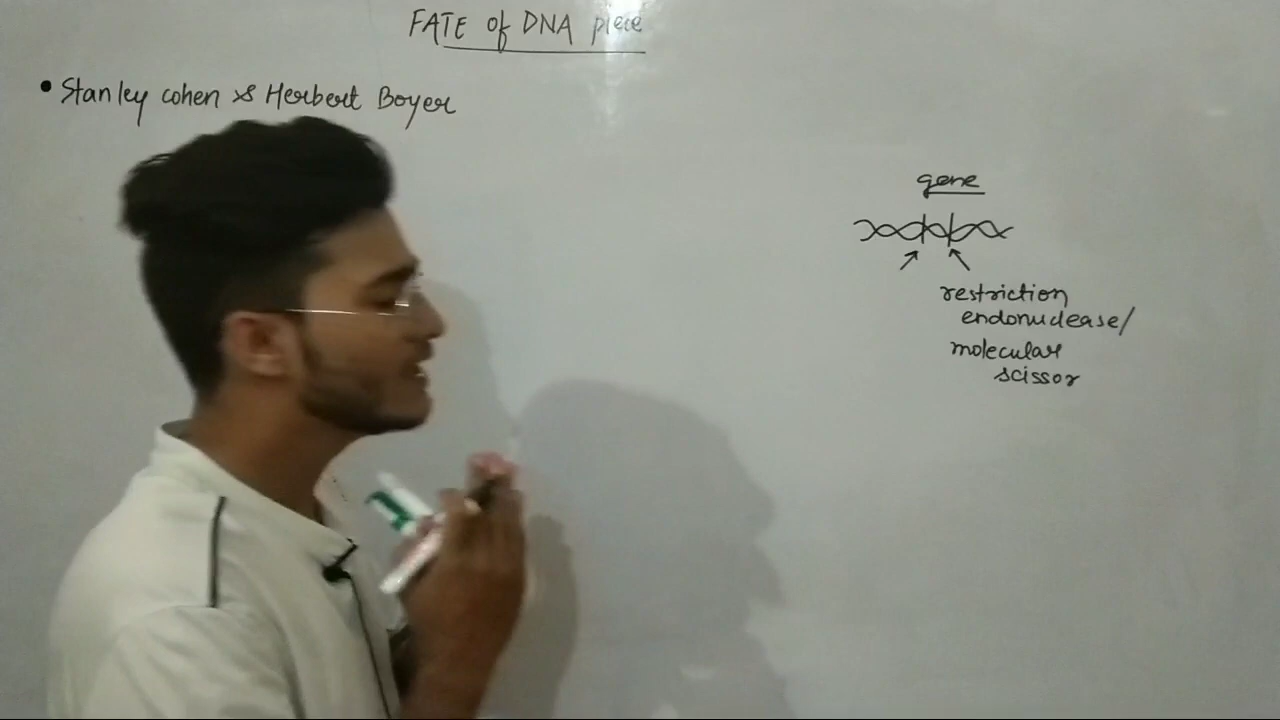 FATE of DNA piece
• Stanley cohen & Herbert Boyer
gene
restriction
endonuclease/
molecular
scissor